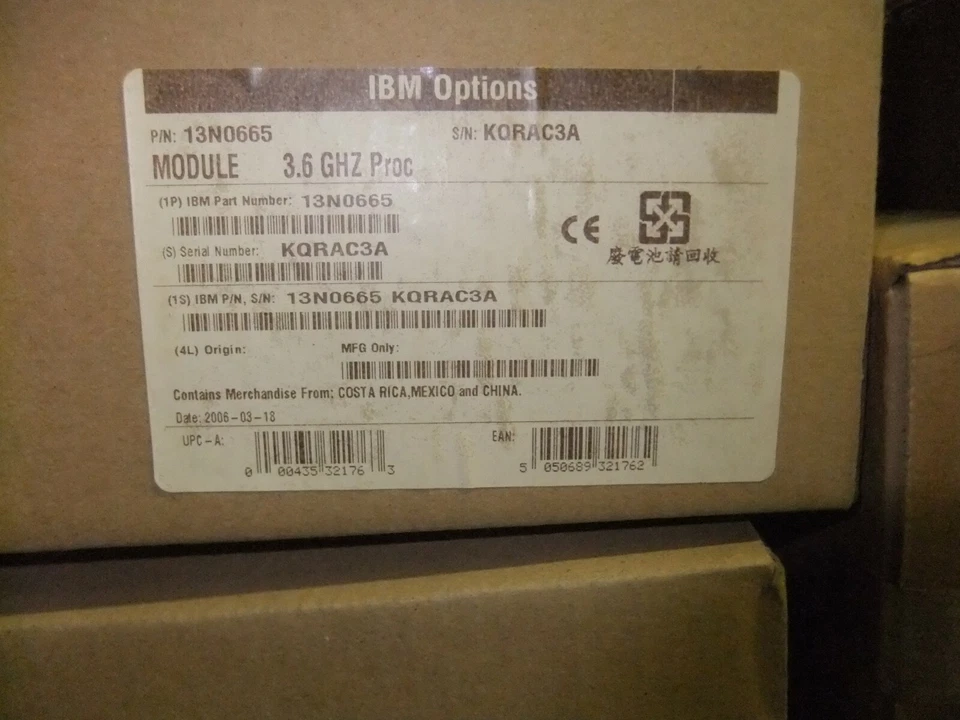 IBM Options
P/N: 13N0665 S/N: KQRAC3A
MODULE 3.6 GHZ Proc
(1P) IBM Part Number: 13N0665
(S) Serial Number: KQRAC3A
CE
廢電池請回收
(1S) IBM P/N, S/N: 13N0665 KQRAC3A
(4L) Origin: MFG Only:
Contains Merchandise From: COSTA RICA,MEXICO and CHINA.
Date: 2006-03-18
UPC-A: EAN:
0 00435 32176 3 5 050689 321762